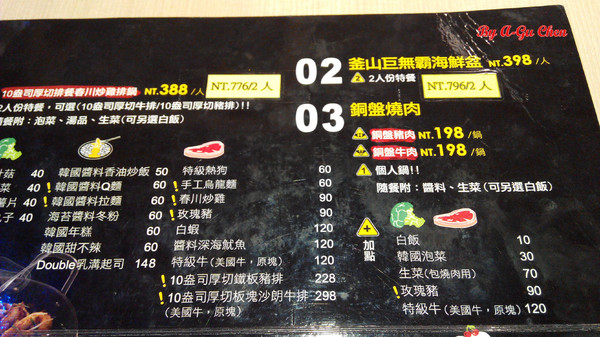 By A-Gu Chen
10盎司厚切排餐春川炒雞排鍋 NT.388/人
NT.776/2 人
2人份特餐，可選(10盎司厚切牛排/10盎司厚切豬排)!!
隨餐附：泡菜、湯品、生菜(可另選白飯)
02 釜山巨無霸海鮮盆 NT.398 /人
2 2人份特餐
NT.796/2 人
03 銅盤燒肉
銅盤豬肉 NT.198 /鍋
銅盤牛肉 NT.198 /鍋
1 個人鍋!!
隨餐附：醬料、生菜(可另選白飯)
菇 40
菜 40
片 40
子 40
韓國醬料香油炒飯 50
!韓國醬料Q麵 60
!韓國醬料拉麵 60
海苔醬料冬粉 60
韓國年糕 60
韓國甜不辣 60
Double乳溝起司 148
特級熱狗 60
!手工烏龍麵 60
!春川炒雞 90
!玫瑰豬 90
白蝦 120
醬料深海魷魚 120
特級牛(美國牛，原塊) 120
!10盎司厚切鐵板豬排 228
!10盎司厚切板塊沙朗牛排 298
(美國牛，原塊)
+
加點
白飯 10
韓國泡菜 30
生菜(包燒肉用) 70
!玫瑰豬 90
特級牛(美國牛，原塊) 120